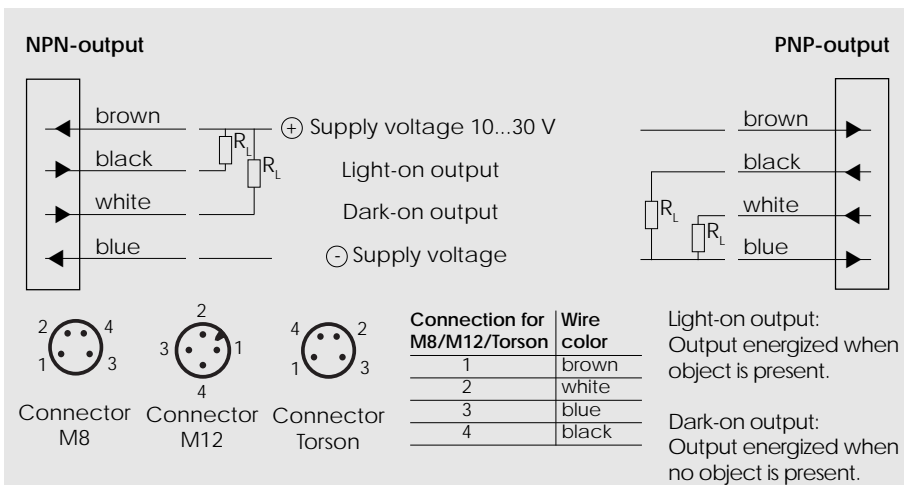 NPN-output
PNP-output
brown
+ Supply voltage 10...30 V
brown
RL
black
RL
Light-on output
black
white
Dark-on output
RL
white
RL
blue
- Supply voltage
blue
2 4
1 3
Connector
M8
2
3 1
4
Connector
M12
4 2
1 3
Connector
Torson
Connection for M8/M12/Torson Wire color
1 brown
2 white
3 blue
4 black
Light-on output:
Output energized when
object is present.
Dark-on output:
Output energized when
no object is present.